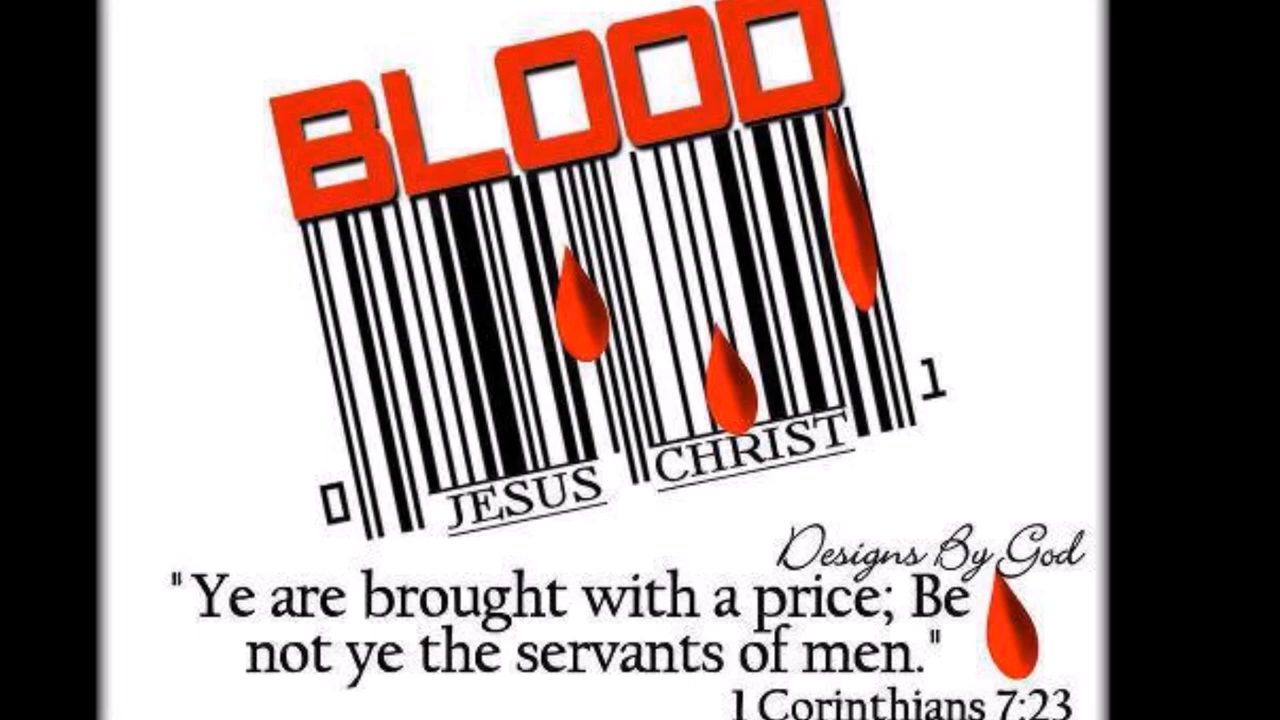 BLOOD
0 JESUS CHRIST 1
Designs By God
"Ye are brought with a price; Be
not ye the servants of men."
1 Corinthians 7:23